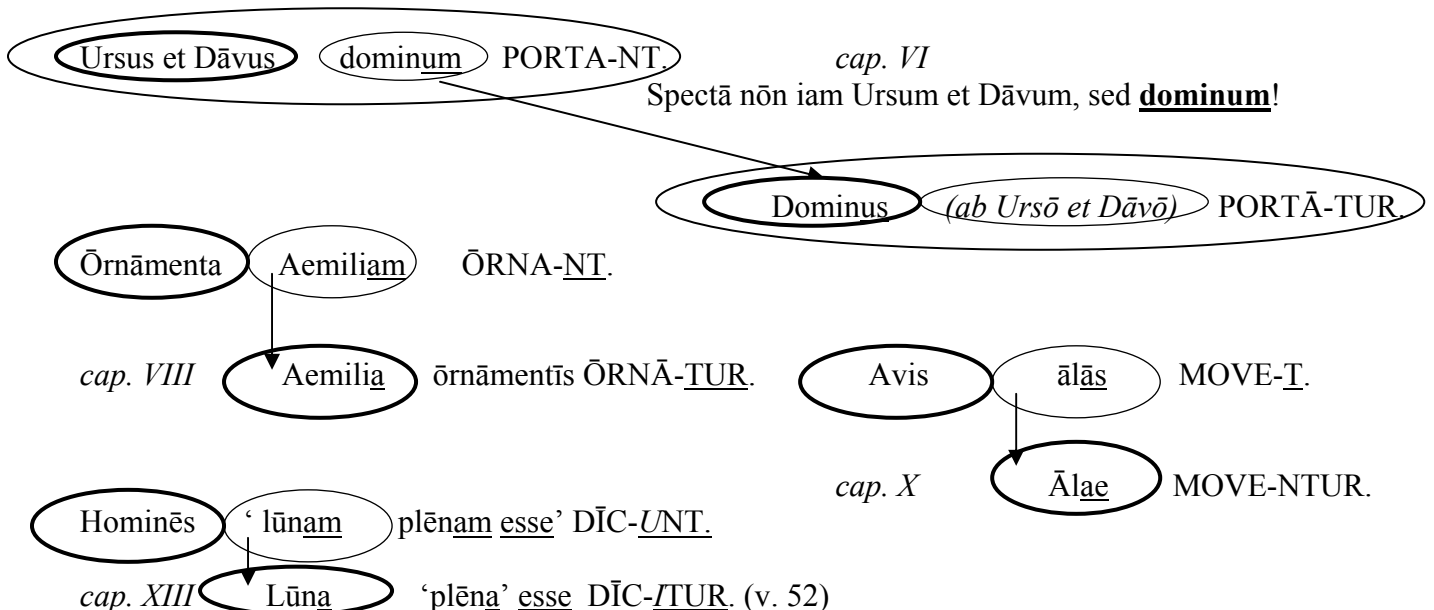 Ursus et Dāvus dominum PORTA-NT. cap. VI
Spectā nōn iam Ursum et Dāvum, sed dominum!
Dominus (ab Ursō et Dāvō) PORTĀ-TUR.
Ōrnāmenta Aemiliam ŌRNA-NT.
cap. VIII Aemilia ōrnāmentīs ŌRNĀ-TUR. Avis ālās MOVE-T.
cap. X Ālae MOVE-NTUR.
Hominēs ‘ lūnam plēnam esse’ DĪC-UNT.
cap. XIII Lūna ‘plēna’ esse DĪC-ITUR. (v. 52)